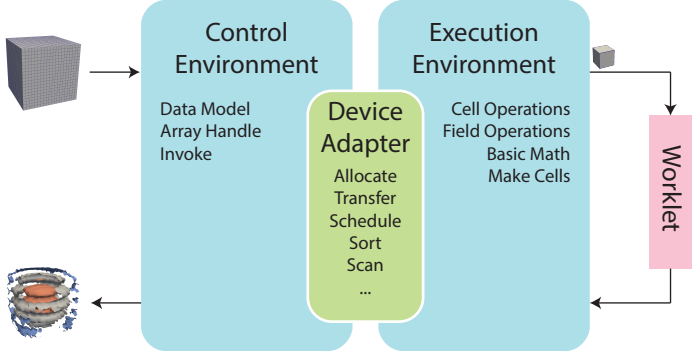 Control
Environment
Data Model
Array Handle
Invoke
Device
Adapter
Allocate
Transfer
Schedule
Sort
Scan
...
Execution
Environment
Cell Operations
Field Operations
Basic Math
Make Cells
Worklet